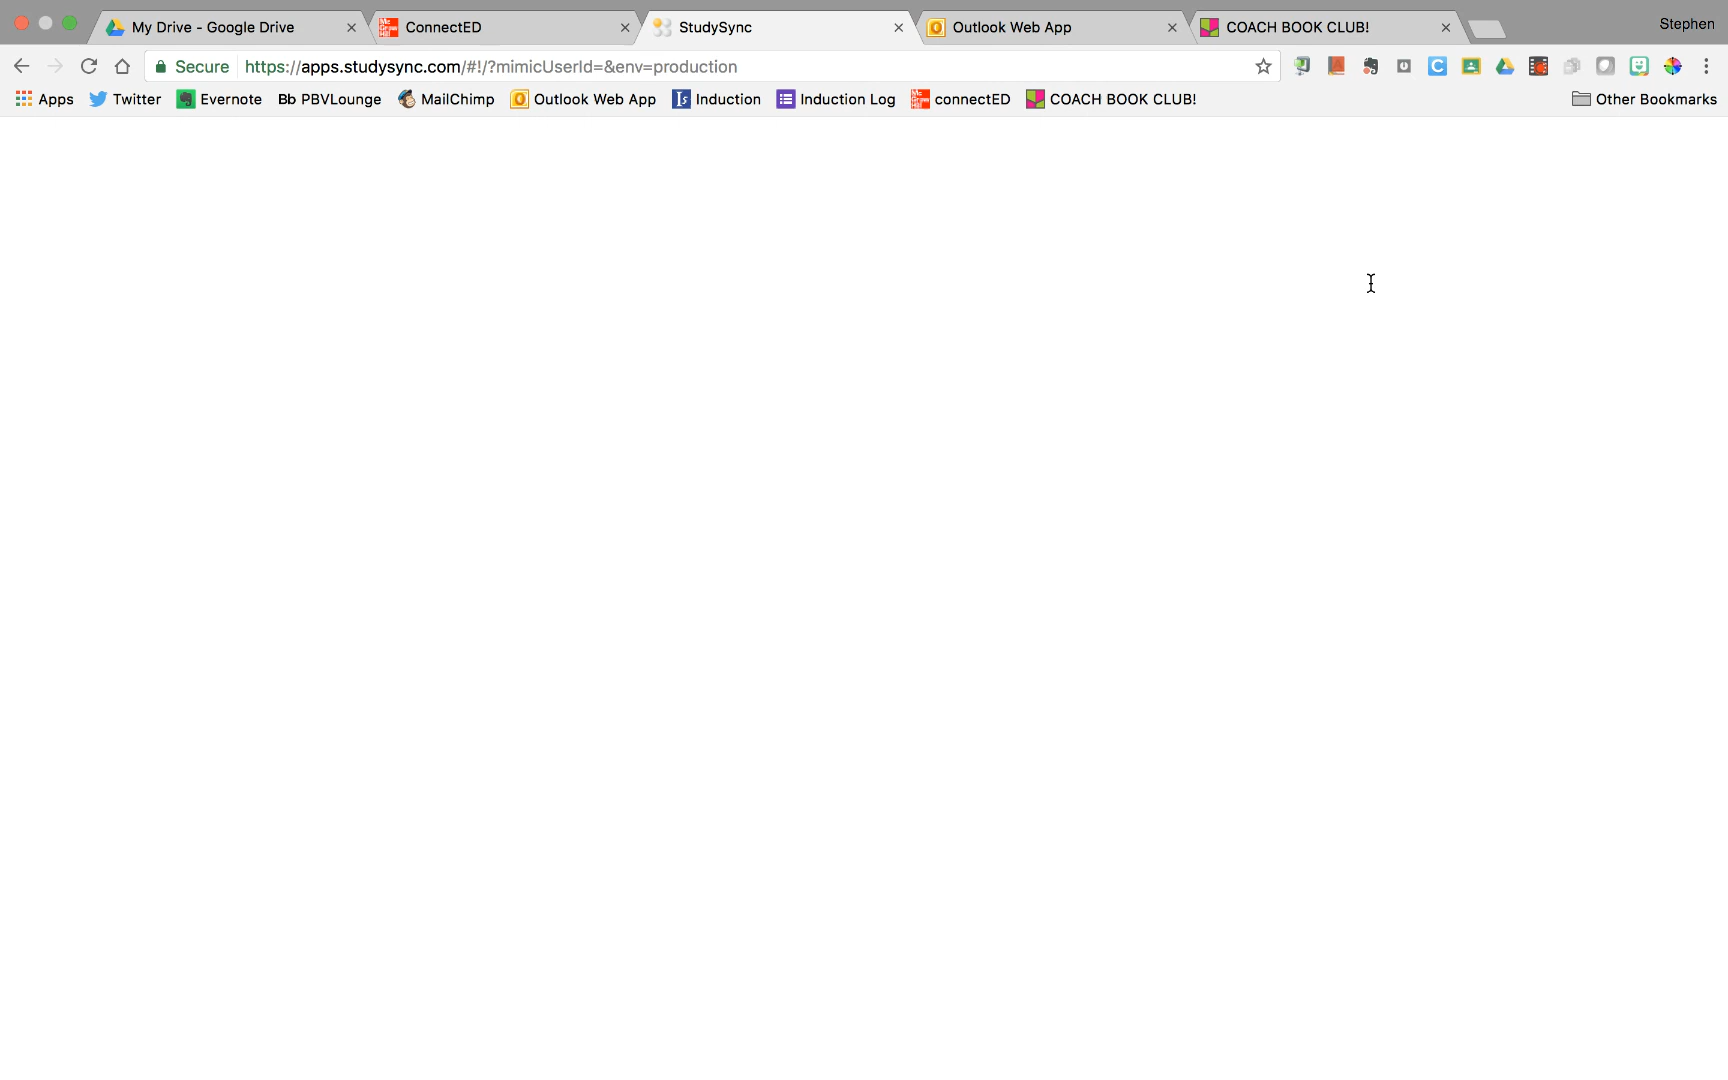 My Drive - Google Drive ConnectED StudySync Outlook Web App COACH BOOK CLUB! Stephen
Secure https://apps.studysync.com/#!/?mimicUserId=&env=production
Apps Twitter Evernote Bb PBVLounge MailChimp Outlook Web App Induction Induction Log connectED COACH BOOK CLUB! Other Bookmarks